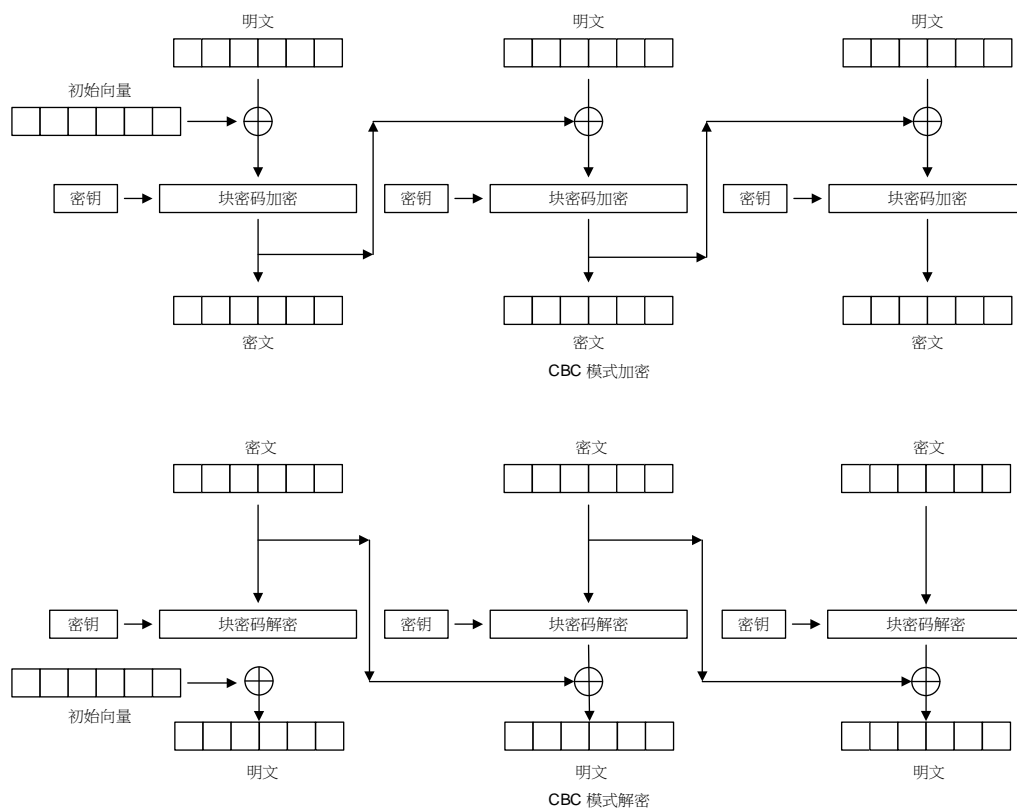 明文 明文 明文
初始向量
密钥 块密码加密 密钥 块密码加密 密钥 块密码加密
密文 密文 密文
CBC 模式加密
密文 密文 密文
密钥 块密码解密 密钥 块密码解密 密钥 块密码解密
初始向量
明文 明文 明文
CBC 模式解密